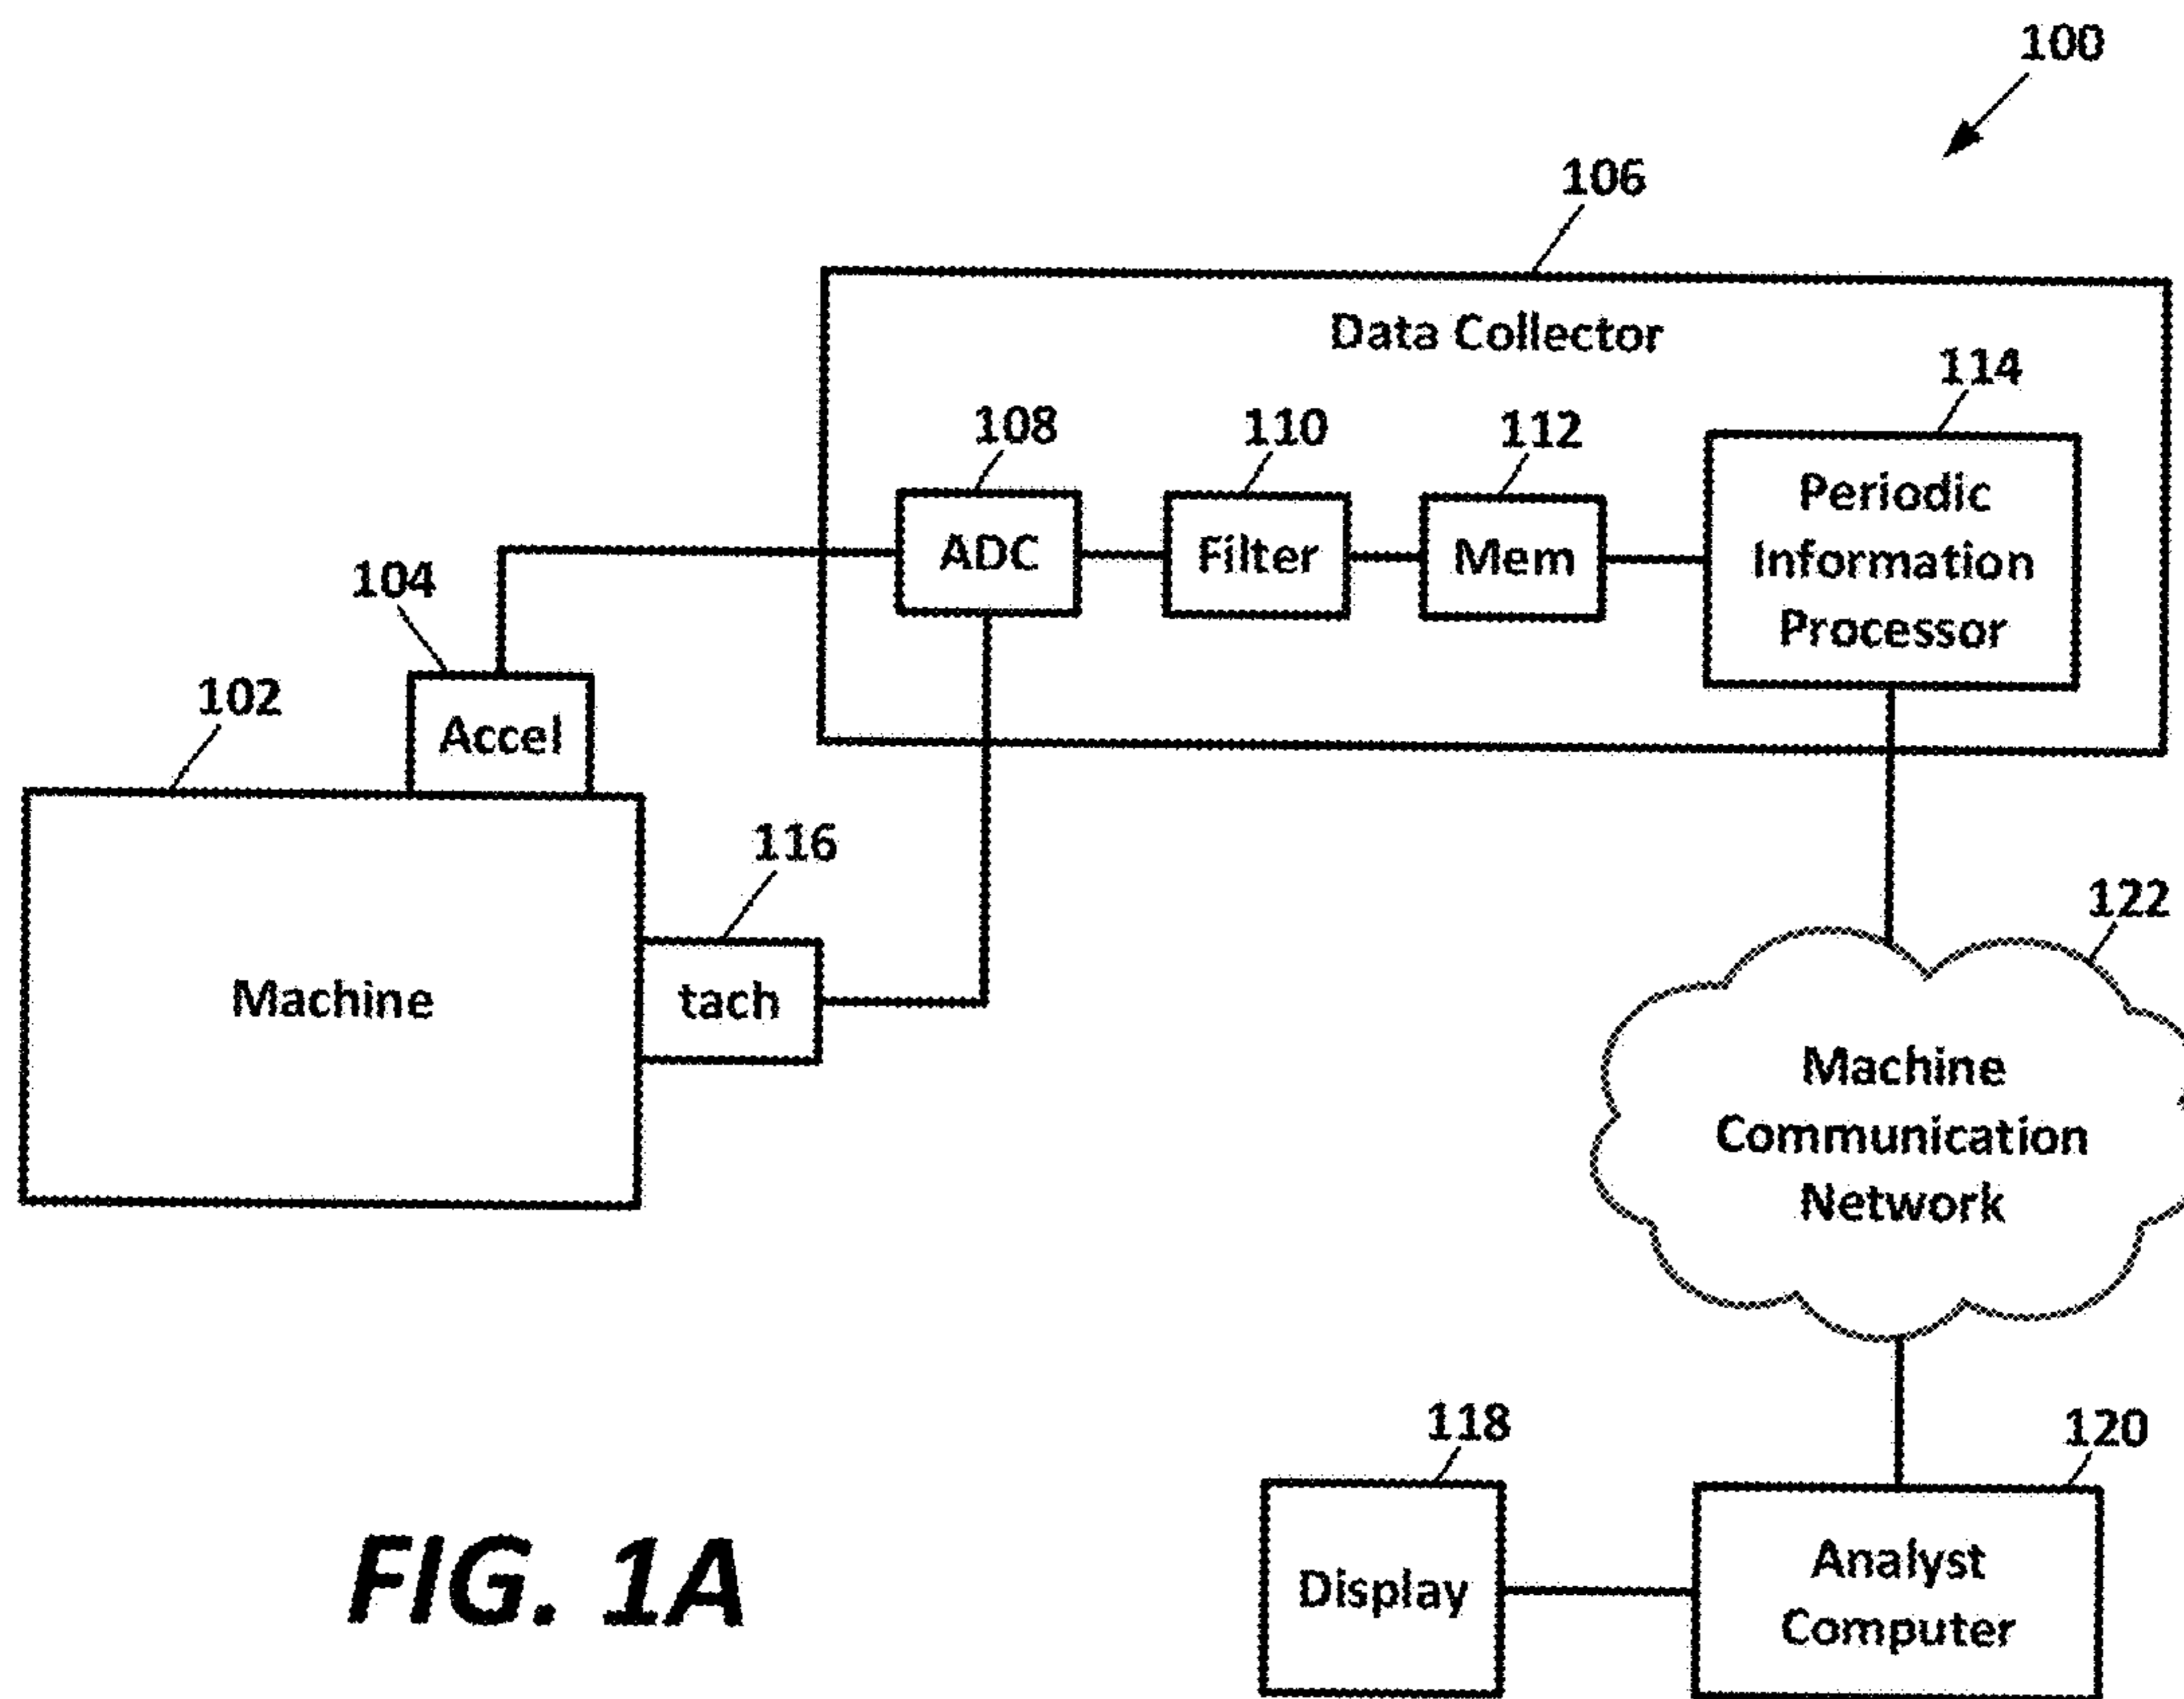 100
106
Data Collector
114
108
110
112
Periodic
Information
Processor
ADC
Filter
Mem
104
102
Accel
116
122
Machine
tach
Machine
Communication
Network
118
120
Display
Analyst
Computer
FIG. 1A